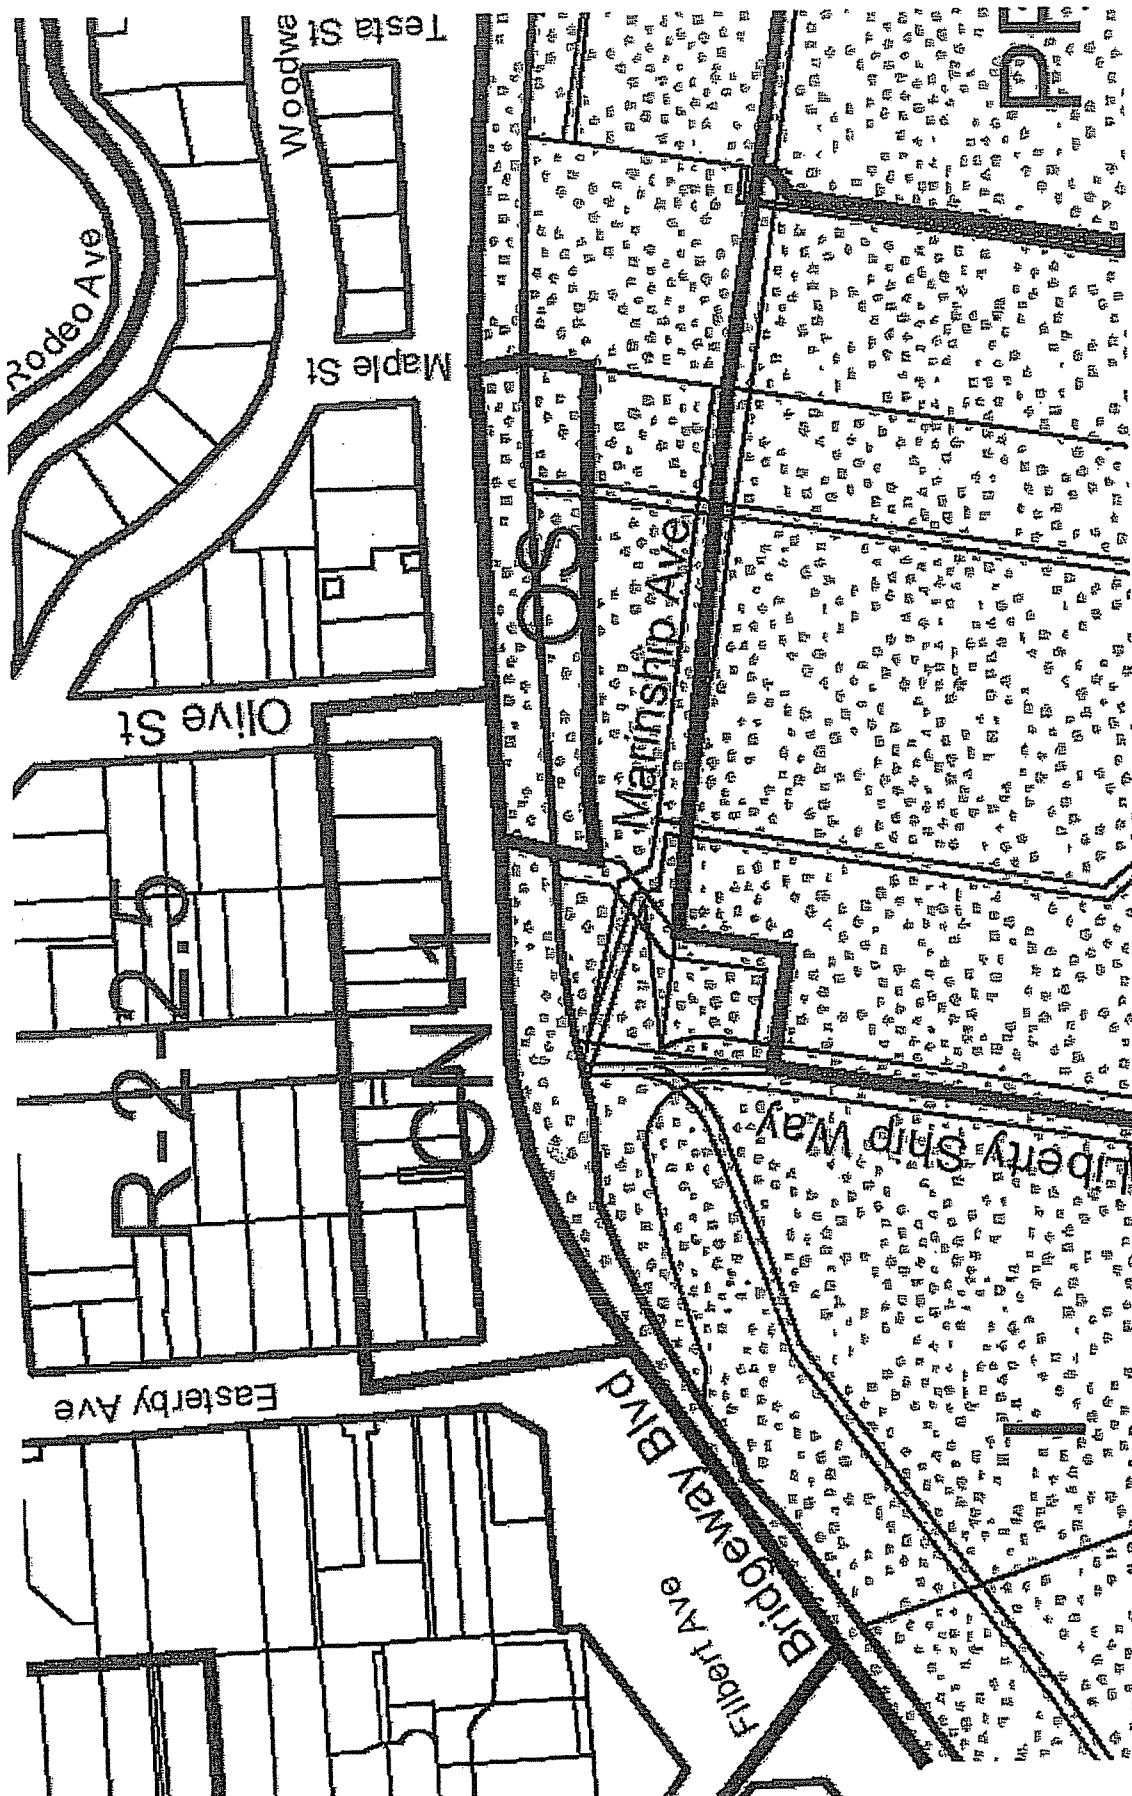 Testa St
Woodwa
PF
Rodeo Ave
Maple St
OS
Marinship Ave
Olive St
R-2-2.5
CN-1
Liberty Ship Way
Easterby Ave
Bridgeway Blvd
I
Filbert Ave